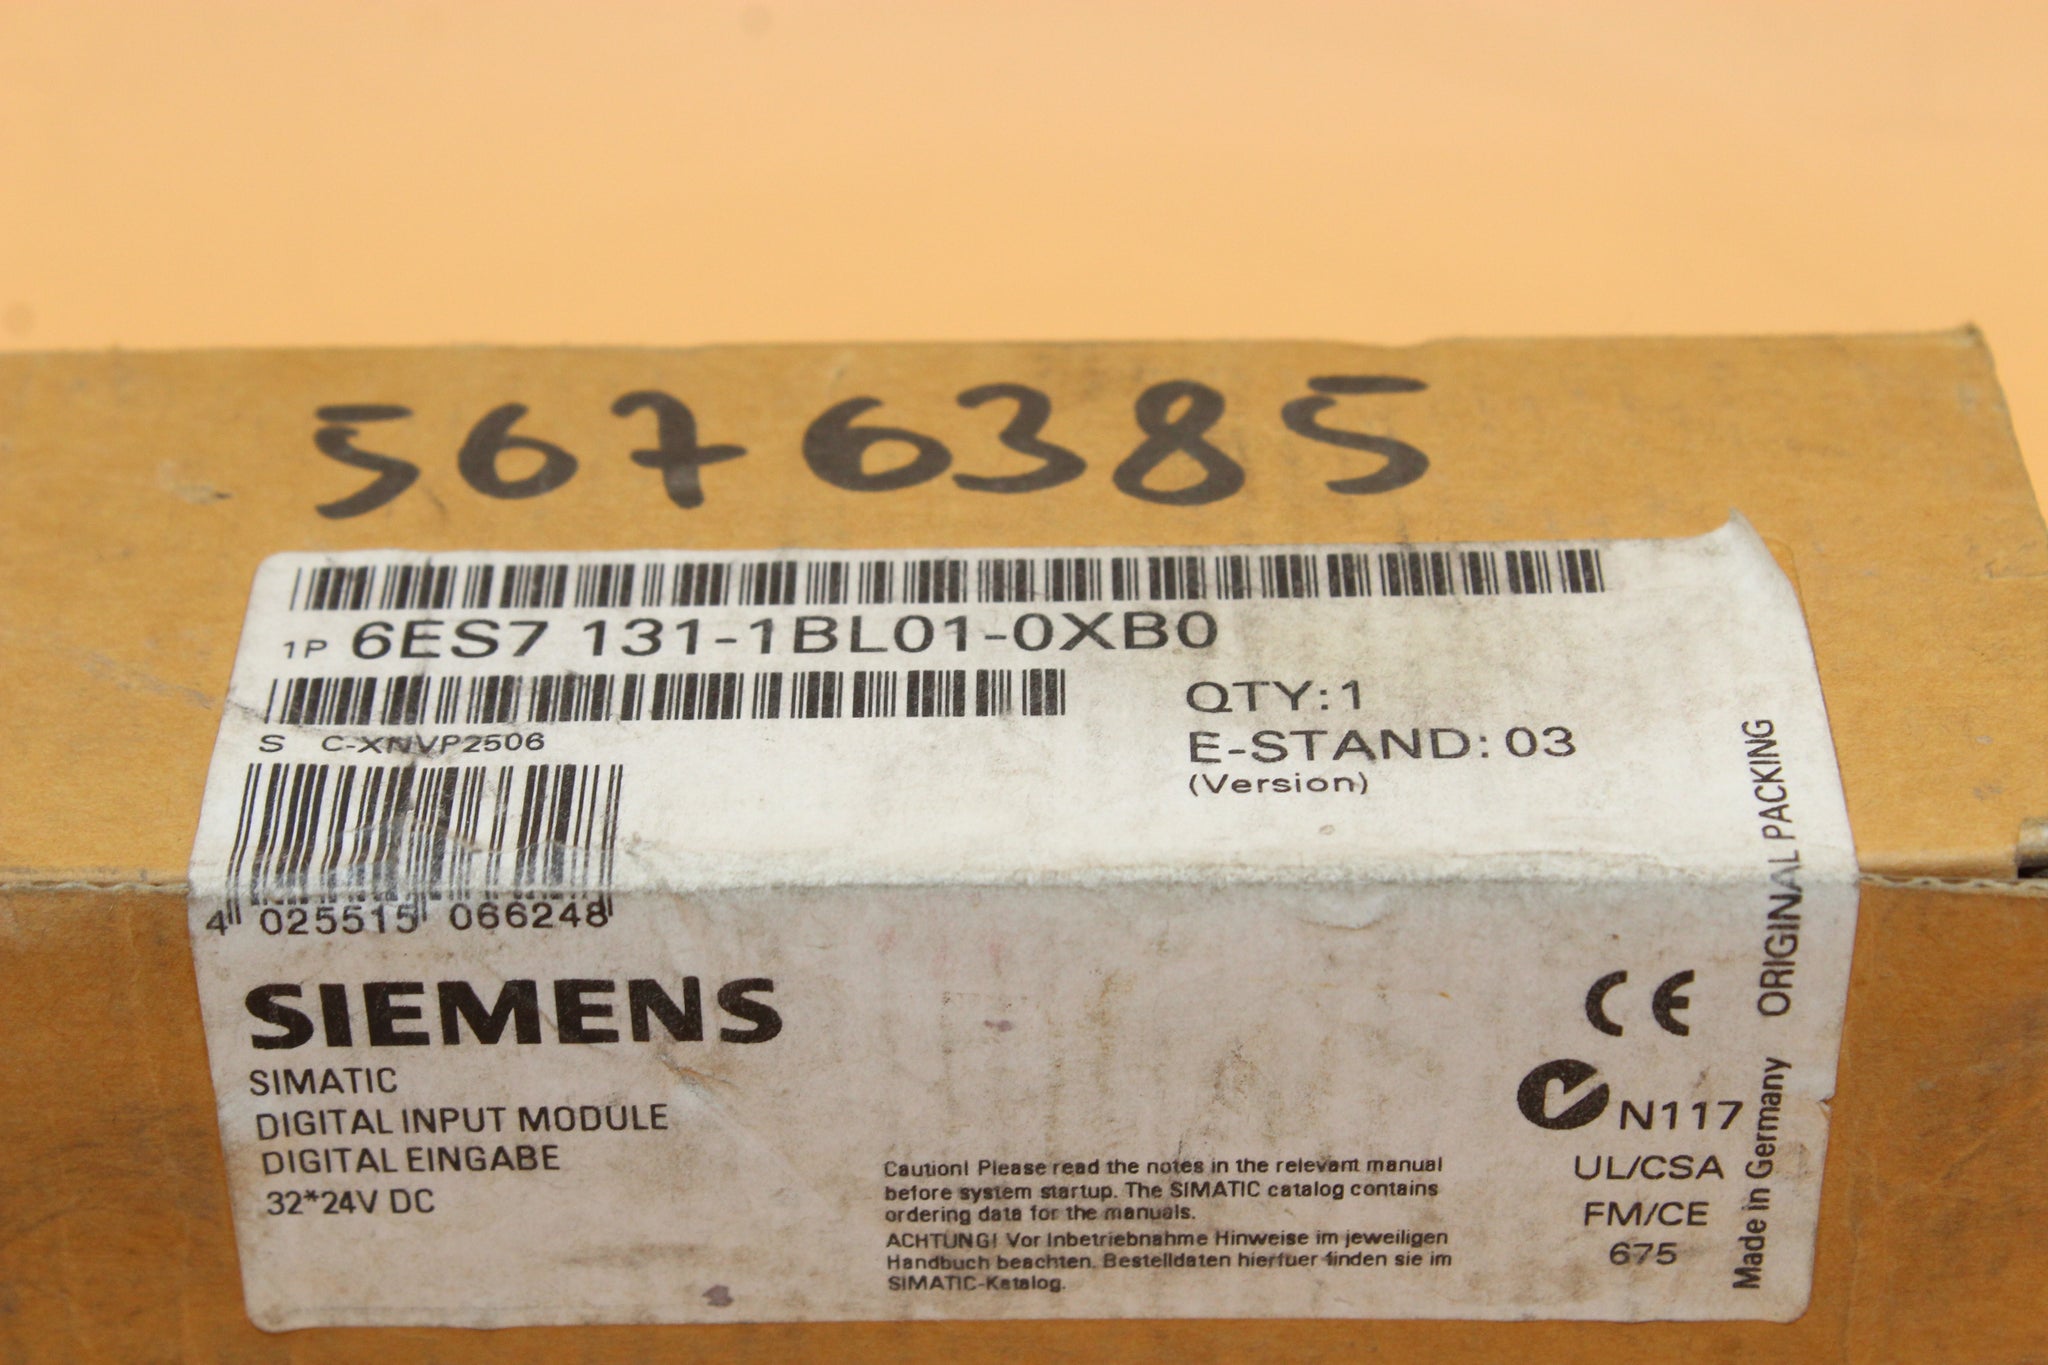 5676385
1P 6ES7 131-1BL01-0XB0
S C-XNVP2506
QTY:1
E-STAND: 03
(Version)
4 025515 066248
SIEMENS
SIMATIC
DIGITAL INPUT MODULE
DIGITAL EINGABE
32*24V DC
Caution! Please read the notes in the relevant manual
before system startup. The SIMATIC catalog contains
ordering data for the manuals.
ACHTUNG! Vor Inbetriebnahme Hinweise im jeweiligen
Handbuch beachten. Bestelldaten hierfuer finden sie im
SIMATIC-Katalog.
CE
N117
UL/CSA
FM/CE
675
Made in Germany ORIGINAL PACKING